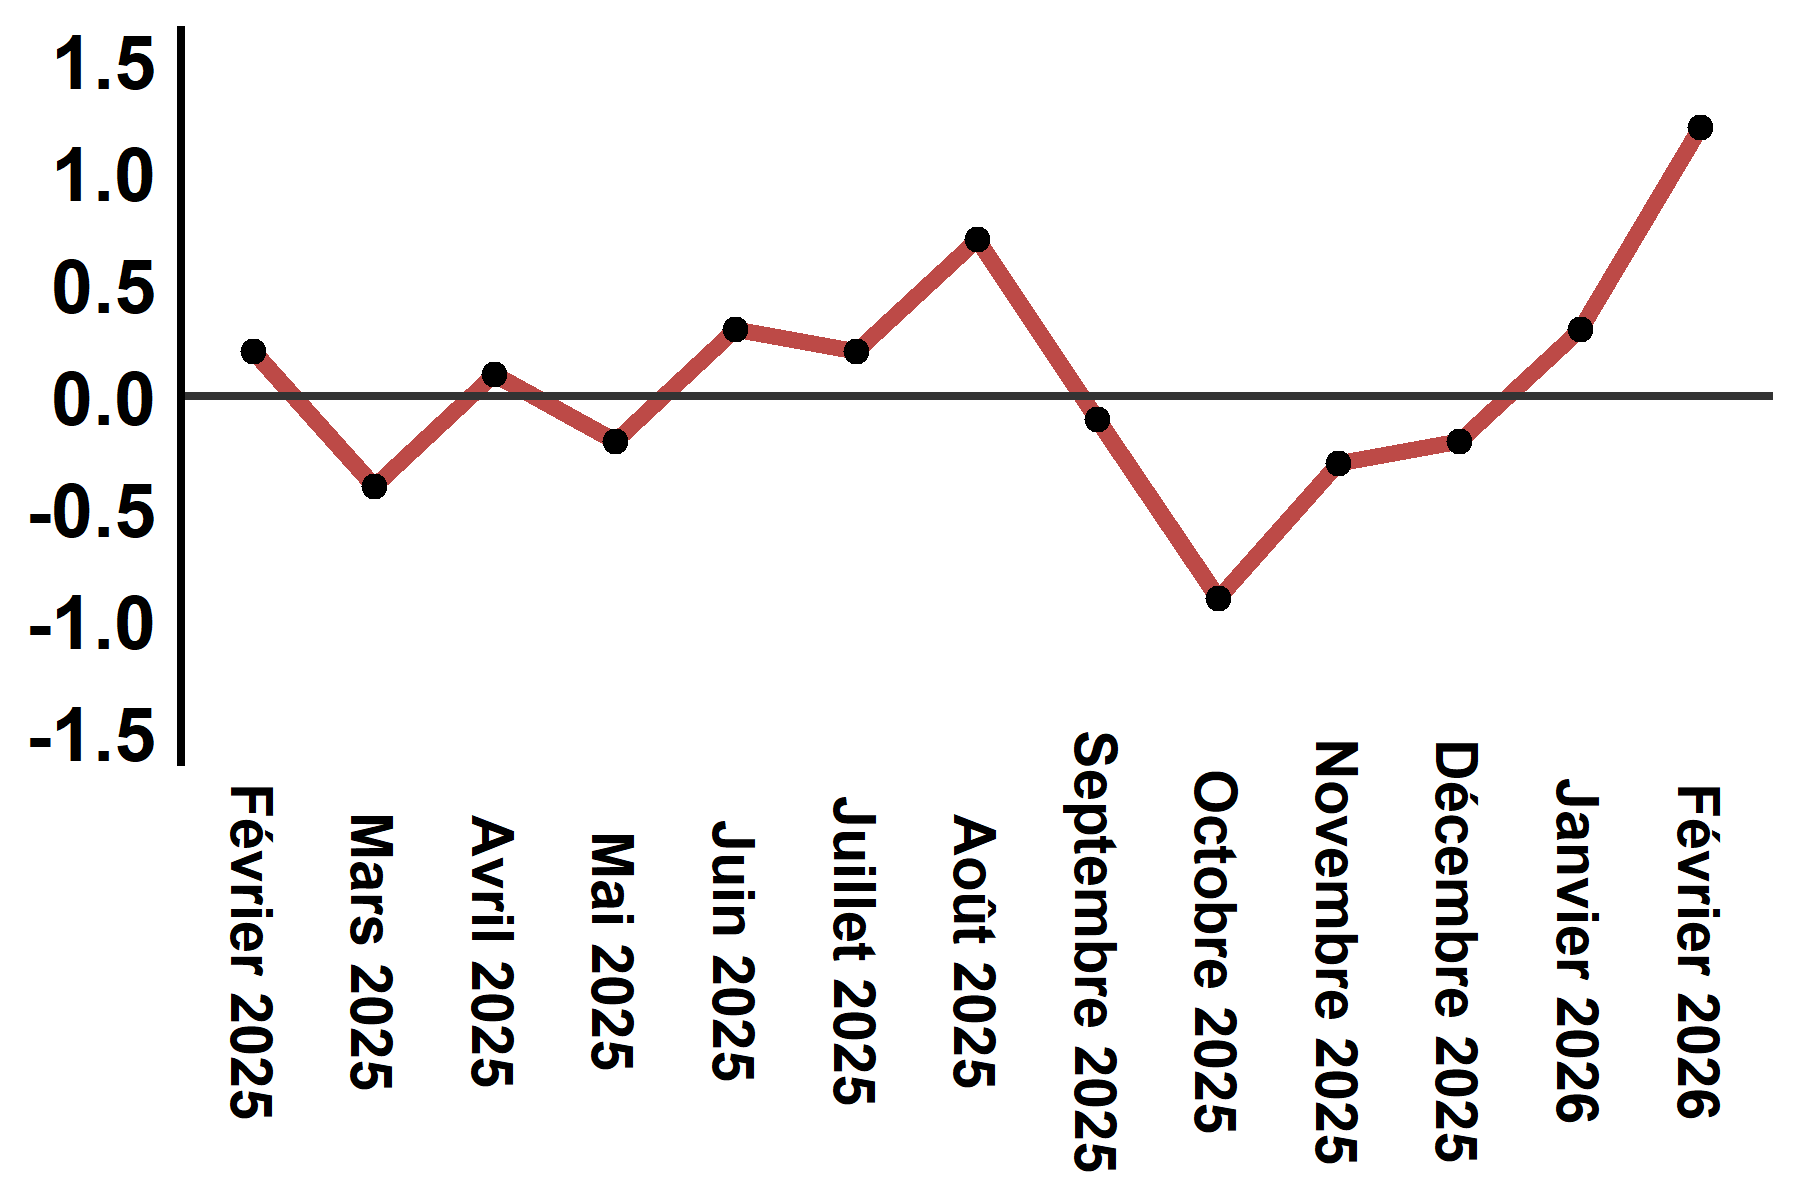 1.5
1.0
0.5
0.0
-0.5
-1.0
-1.5
Février 2025
Mars 2025
Avril 2025
Mai 2025
Juin 2025
Juillet 2025
Août 2025
Septembre 2025
Octobre 2025
Novembre 2025
Décembre 2025
Janvier 2026
Février 2026